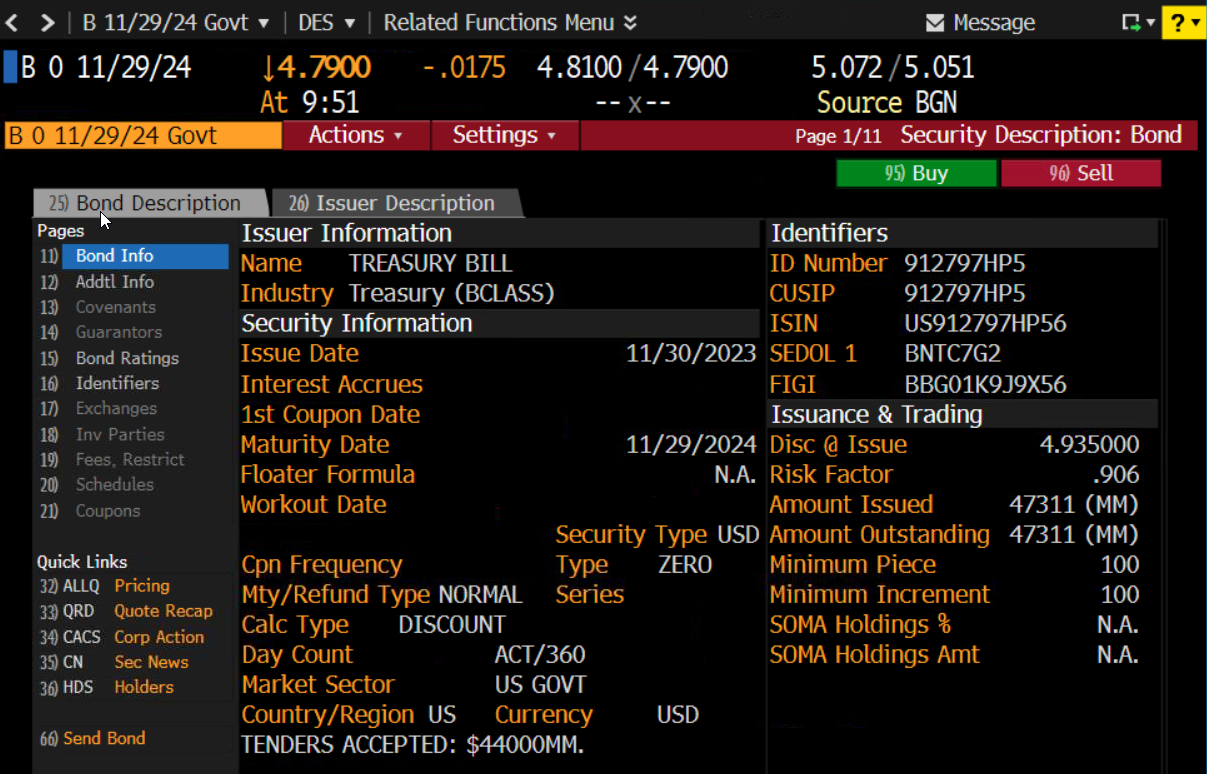 < > B 11/29/24 Govt ▾ DES ▾ Related Functions Menu Message ? ▾
B 0 11/29/24 ↓4.7900 -.0175 4.8100/4.7900 5.072/5.051
At 9:51 --x-- Source BGN
B 0 11/29/24 Govt Actions ▾ Settings ▾ Page 1/11 Security Description: Bond
95) Buy 96) Sell
25) Bond Description 26) Issuer Description
Pages
11) Bond Info
12) Addtl Info
13) Covenants
14) Guarantors
15) Bond Ratings
16) Identifiers
17) Exchanges
18) Inv Parties
19) Fees, Restrict
20) Schedules
21) Coupons
Quick Links
32) ALLQ Pricing
33) QRD Quote Recap
34) CACS Corp Action
35) CN Sec News
36) HDS Holders
66) Send Bond
Issuer Information
Name TREASURY BILL
Industry Treasury (BCLASS)
Security Information
Issue Date 11/30/2023
Interest Accrues
1st Coupon Date
Maturity Date 11/29/2024
Floater Formula N.A.
Workout Date
Security Type USD
Cpn Frequency Type ZERO
Mty/Refund Type NORMAL Series
Calc Type DISCOUNT
Day Count ACT/360
Market Sector US GOVT
Country/Region US Currency USD
TENDERS ACCEPTED: $44000MM.
Identifiers
ID Number 912797HP5
CUSIP 912797HP5
ISIN US912797HP56
SEDOL 1 BNTC7G2
FIGI BBG01K9J9X56
Issuance & Trading
Disc @ Issue 4.935000
Risk Factor .906
Amount Issued 47311 (MM)
Amount Outstanding 47311 (MM)
Minimum Piece 100
Minimum Increment 100
SOMA Holdings % N.A.
SOMA Holdings Amt N.A.